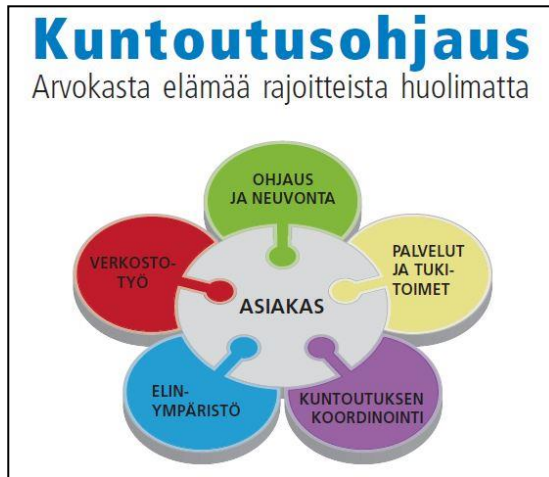 Kuntoutusohjaus
Arvokasta elämää rajoitteista huolimatta
OHJAUS
JA NEUVONTA
VERKOSTO-
TYÖ
PALVELUT
JA TUKI-
TOIMET
ASIAKAS
ELIN-
YMPÄRISTÖ
KUNTOUTUKSEN
KOORDINOINTI